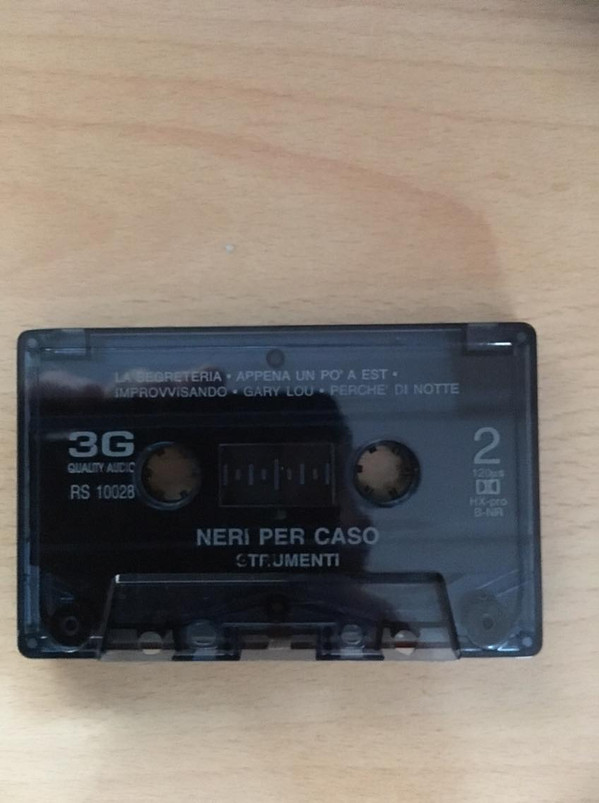 LA SEGRETERIA • APPENA UN PO' A EST •
IMPROVVISANDO • GARY LOU • PERCHE' DI NOTTE
3G
QUALITY AUDIO
RS 10028
2
120µs
HX-pro
B-NR
NERI PER CASO
STRUMENTI